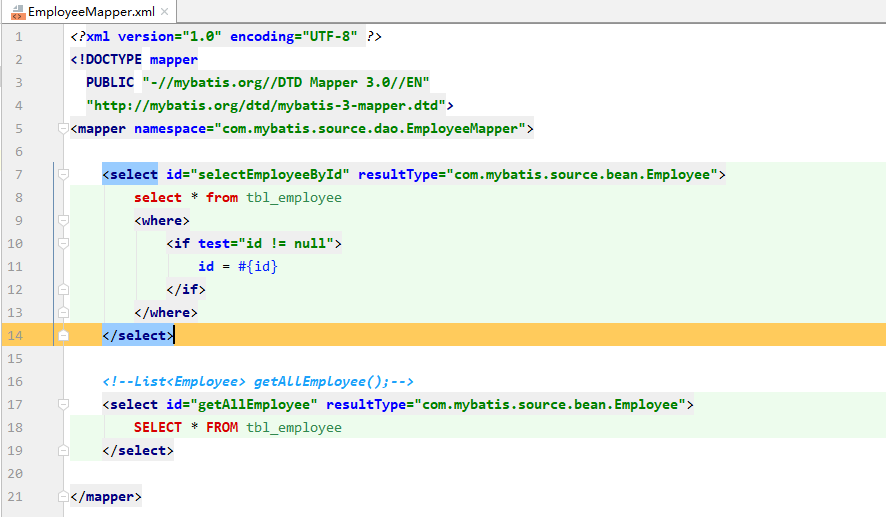 EmployeeMapper.xml
1 <?xml version="1.0" encoding="UTF-8" ?>
2 <!DOCTYPE mapper
3 PUBLIC "-//mybatis.org//DTD Mapper 3.0//EN"
4 "http://mybatis.org/dtd/mybatis-3-mapper.dtd">
5 <mapper namespace="com.mybatis.source.dao.EmployeeMapper">
6
7 <select id="selectEmployeeById" resultType="com.mybatis.source.bean.Employee">
8 select * from tbl_employee
9 <where>
10 <if test="id != null">
11 id = #{id}
12 </if>
13 </where>
14 </select>
15
16 <!--List<Employee> getAllEmployee();-->
17 <select id="getAllEmployee" resultType="com.mybatis.source.bean.Employee">
18 SELECT * FROM tbl_employee
19 </select>
20
21 </mapper>